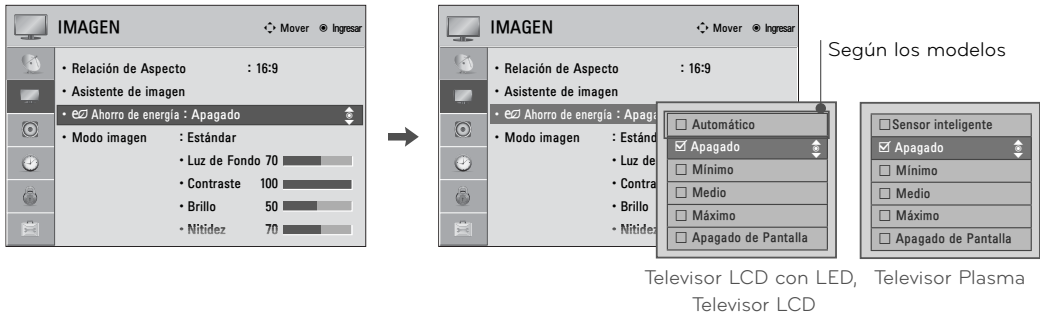 IMAGEN
Mover
Ingresar
• Relación de Aspecto : 16:9
• Asistente de imagen
• Ahorro de energía : Apagado
• Modo imagen : Estándar
• Luz de Fondo 70
• Contraste 100
• Brillo 50
• Nitidez 70
IMAGEN
Mover
Ingresar
• Relación de Aspecto : 16:9
• Asistente de imagen
• Ahorro de energía : Apaga
• Modo imagen : Estánd
• Luz de
• Contra
• Brillo
• Nitidez
Según los modelos
Automático
Apagado
Mínimo
Medio
Máximo
Apagado de Pantalla
Televisor LCD con LED,
Televisor LCD
Sensor inteligente
Apagado
Mínimo
Medio
Máximo
Apagado de Pantalla
Televisor Plasma